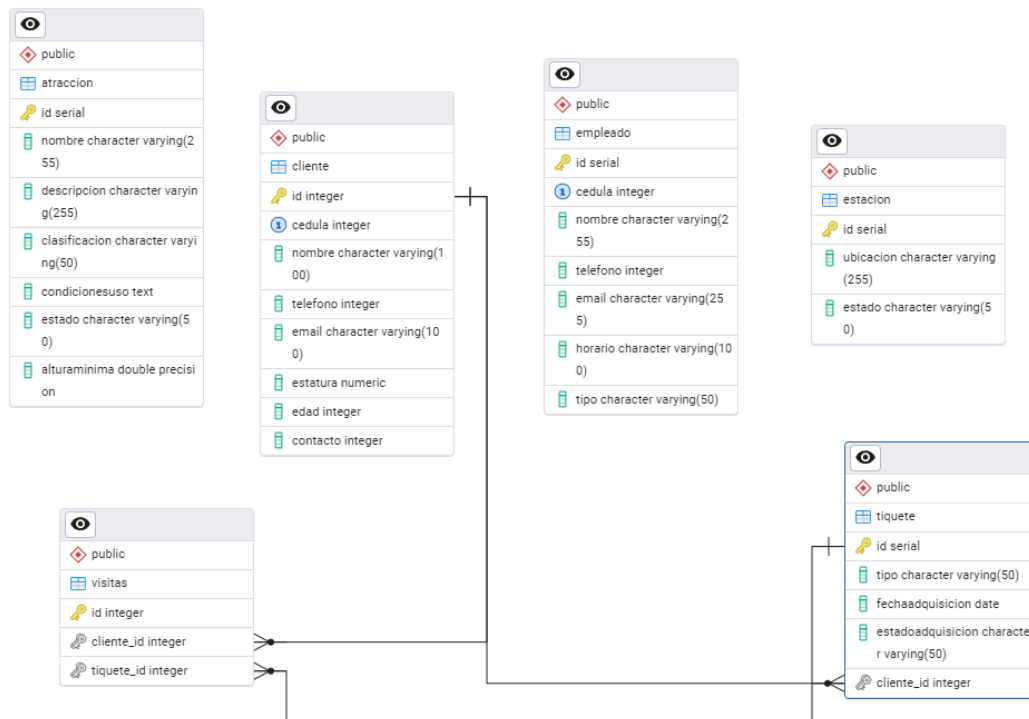 public
atraccion
id serial
nombre character varying(2
55)
descripcion character varyin
g(255)
clasificacion character varyi
ng(50)
condicionesuso text
estado character varying(5
0)
alturaminima double precisi
on
public
cliente
id integer
1 cedula integer
nombre character varying(1
00)
telefono integer
email character varying(10
0)
estatura numeric
edad integer
contacto integer
public
empleado
id serial
1 cedula integer
nombre character varying(2
55)
telefono integer
email character varying(25
5)
horario character varying(10
0)
tipo character varying(50)
public
estacion
id serial
ubicacion character varying
(255)
estado character varying(5
0)
public
visitas
id integer
cliente_id integer
tiquete_id integer
public
tiquete
id serial
tipo character varying(50)
fechaadquisicion date
estadoadquisicion characte
r varying(50)
cliente_id integer